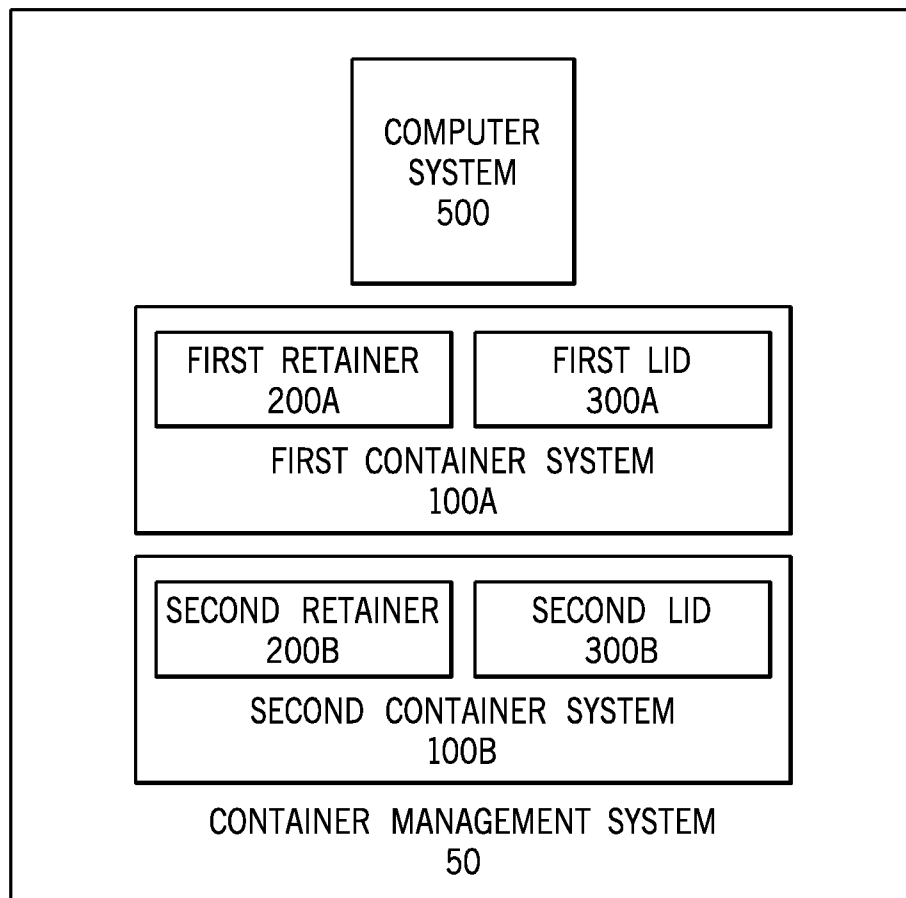 COMPUTER
SYSTEM
500
FIRST RETAINER
200A
FIRST LID
300A
FIRST CONTAINER SYSTEM
100A
SECOND RETAINER
200B
SECOND LID
300B
SECOND CONTAINER SYSTEM
100B
CONTAINER MANAGEMENT SYSTEM
50